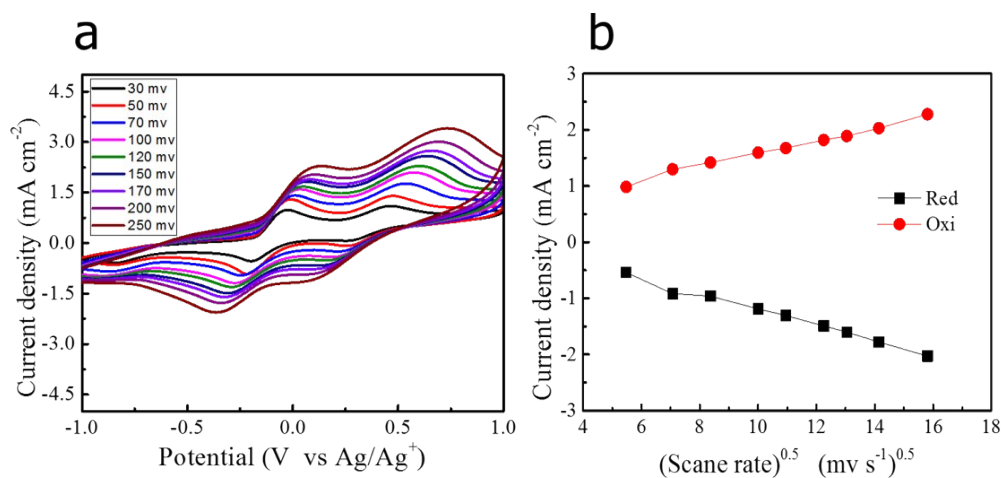 a
4.5
3.0
1.5
0.0
-1.5
-3.0
-4.5
Current density (mA cm⁻²)
30 mv
50 mv
70 mv
100 mv
120 mv
150 mv
170 mv
200 mv
250 mv
-1.0
-0.5
0.0
0.5
1.0
Potential (V vs Ag/Ag⁺)
b
3
2
1
0
-1
-2
-3
Current density (mA cm⁻²)
Red
Oxi
4
6
8
10
12
14
16
18
(Scane rate)⁰·⁵ (mv s⁻¹)⁰·⁵